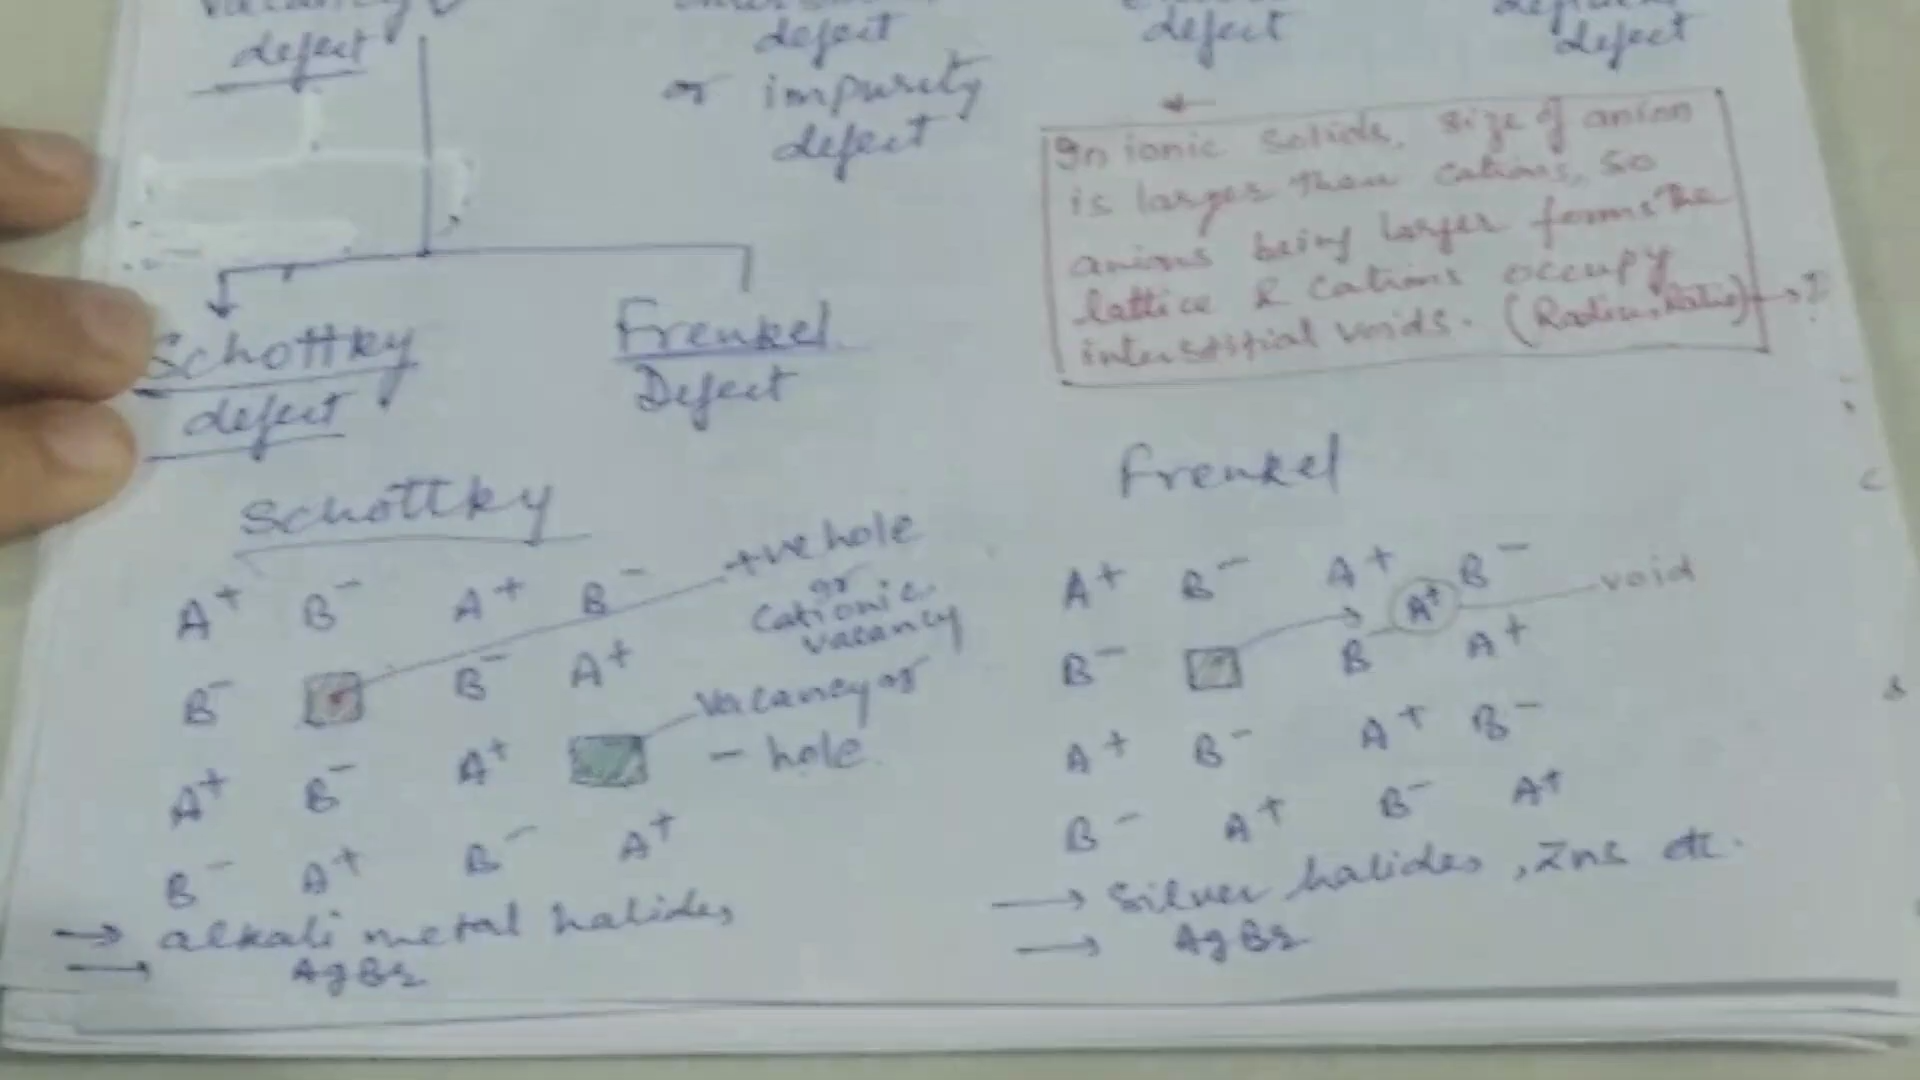 vacancy
defect
defect
or impurity
defect
defect
defect
In ionic solids, size of anion
is larger than cations, so
anions being larger forms the
lattice & cations occupy
interstitial voids. (Radius Ratio)
Schottky
defect
Frenkel
Defect
Schottky
A+ B- A+ B-
B- B- A+
A+ B- A+
B- A+ B- A+
+ve hole
or
cationic
vacancy
vacancy or
- hole
→ alkali metal halides,
→ AgBr
Frenkel
A+ B- A+ A+ B-
void
B- B A+
A+ B- A+ B-
B- A+ B- A+
→ silver halides, ZnS etc.
→ AgBr